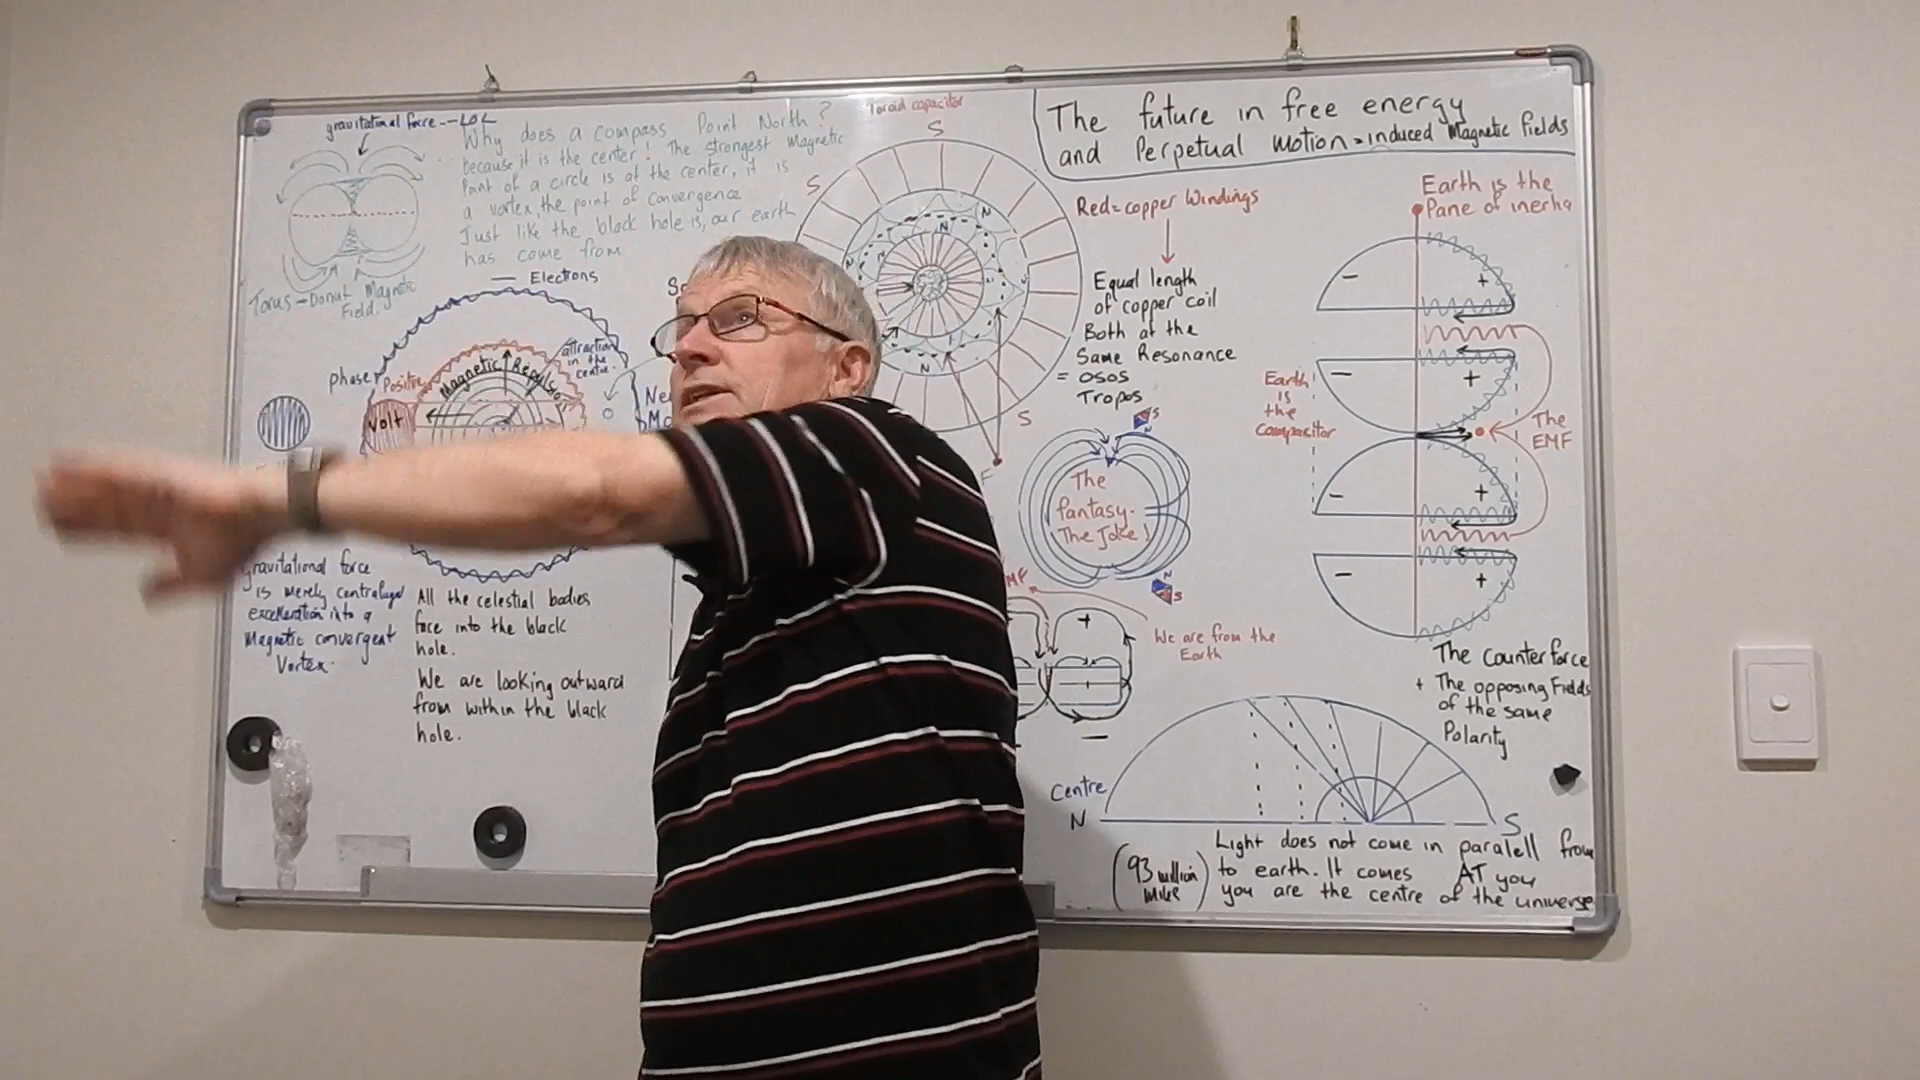 gravitational force -- LOL
Why does a compass Point North?
because it is the center! The strongest Magnetic
Point of a circle is at the center, it is
a vortex, the point of convergence
Just like the black hole is, our earth
has come from
Torus - Donut Magnetic
Field.
— Electrons
phase
Positive
Magnetic Repulsion
attraction
in the
centre.
Volt
gravitational force
is merely centralized
excelleration into a
Magnetic convergent
Vortex.
All the celestial bodies
face into the black
hole.
We are looking outward
from within the black
hole.
Toroid capacitor
S
S
N
N
N
S
S
The future in free energy
and Perpetual motion = induced Magnetic fields
Red = copper Windings
Equal length
of copper coil
Both at the
Same Resonance
= OSOS
Tropos
S
N
The
fantasy.
The Joke!
N
S
MF
+
−
We are from the
Earth
Earth is the
Pane of inerha
−
+
−
+
Earth
is
the
compacitor
The
EMF
−
+
−
+
The Counterforce
+ The opposing Fields
of the same
Polarity
Centre
N
S
(93 million
miles)
Light does not come in paralell from
to earth. It comes AT you
you are the centre of the universe